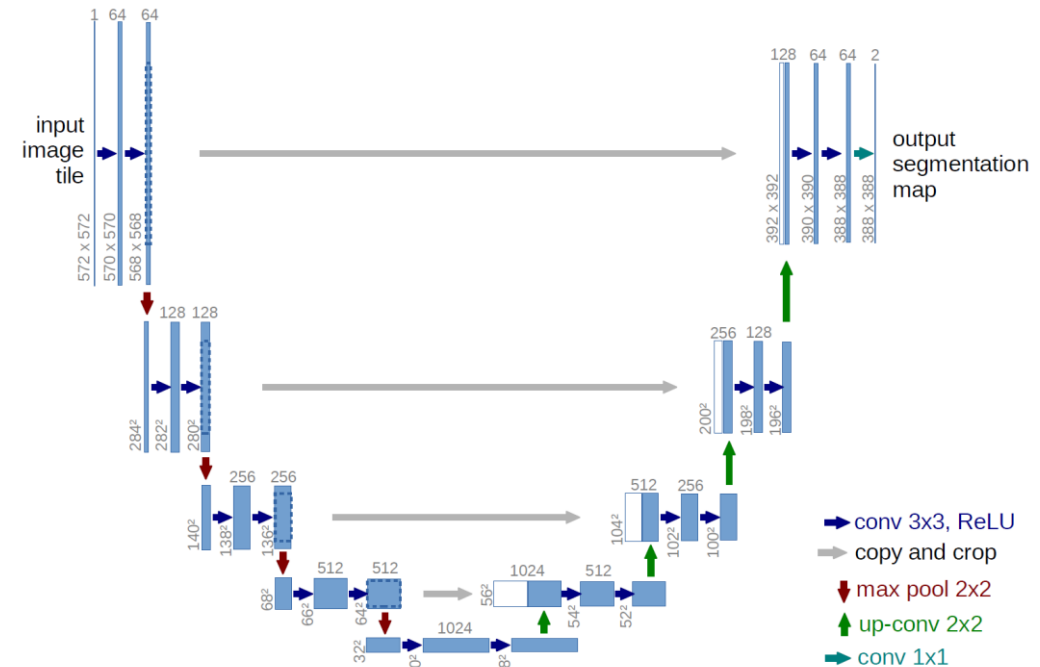 1 64 64
input
image
tile
572 x 572
570 x 570
568 x 568
128 64 64 2
output
segmentation
map
392 x 392
390 x 390
388 x 388
388 x 388
128 128
284²
282²
280²
256 128
200²
198²
196²
256 256
140²
138²
136²
512 256
104²
102²
100²
512 512
68²
66²
64²
1024 512
56²
54²
52²
1024
32²
conv 3x3, ReLU
copy and crop
max pool 2x2
up-conv 2x2
conv 1x1